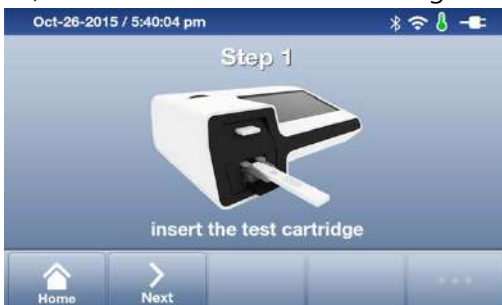 Oct-26-2015 / 5:40:04 pm
Step 1
insert the test cartridge
Home
Next